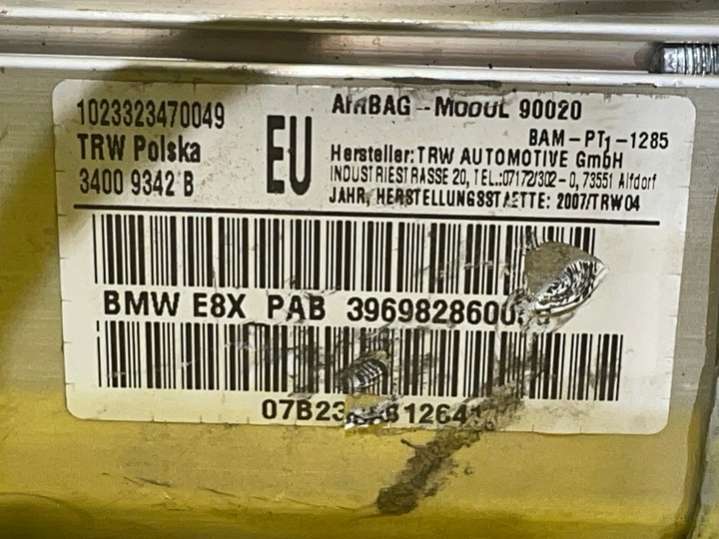 1023323470049
TRW Polska
3400 9342 B
EU
AIRBAG - MODUL 90020
BAM-PT1-1285
Hersteller: TRW AUTOMOTIVE GmbH
INDUSTRIESTRASSE 20, TEL.:07172/302-0, 73551 Alfdorf
JAHR, HERSTELLUNGSSTAETTE: 2007/TRW04
BMW E8X PAB